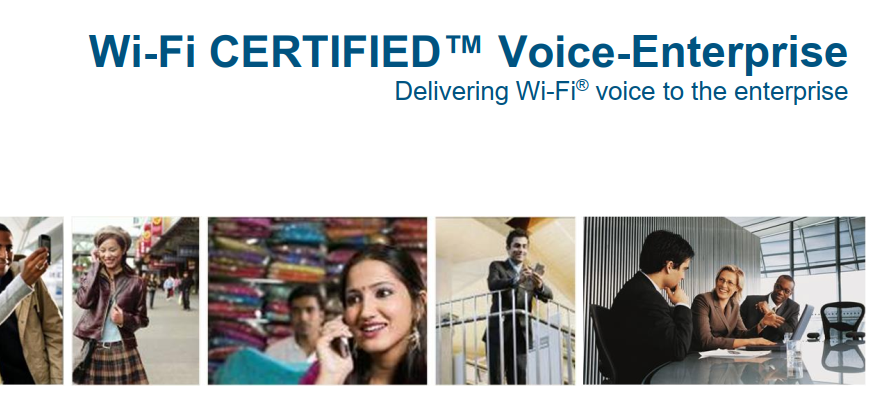 Wi-Fi CERTIFIED™ Voice-Enterprise
Delivering Wi-Fi® voice to the enterprise